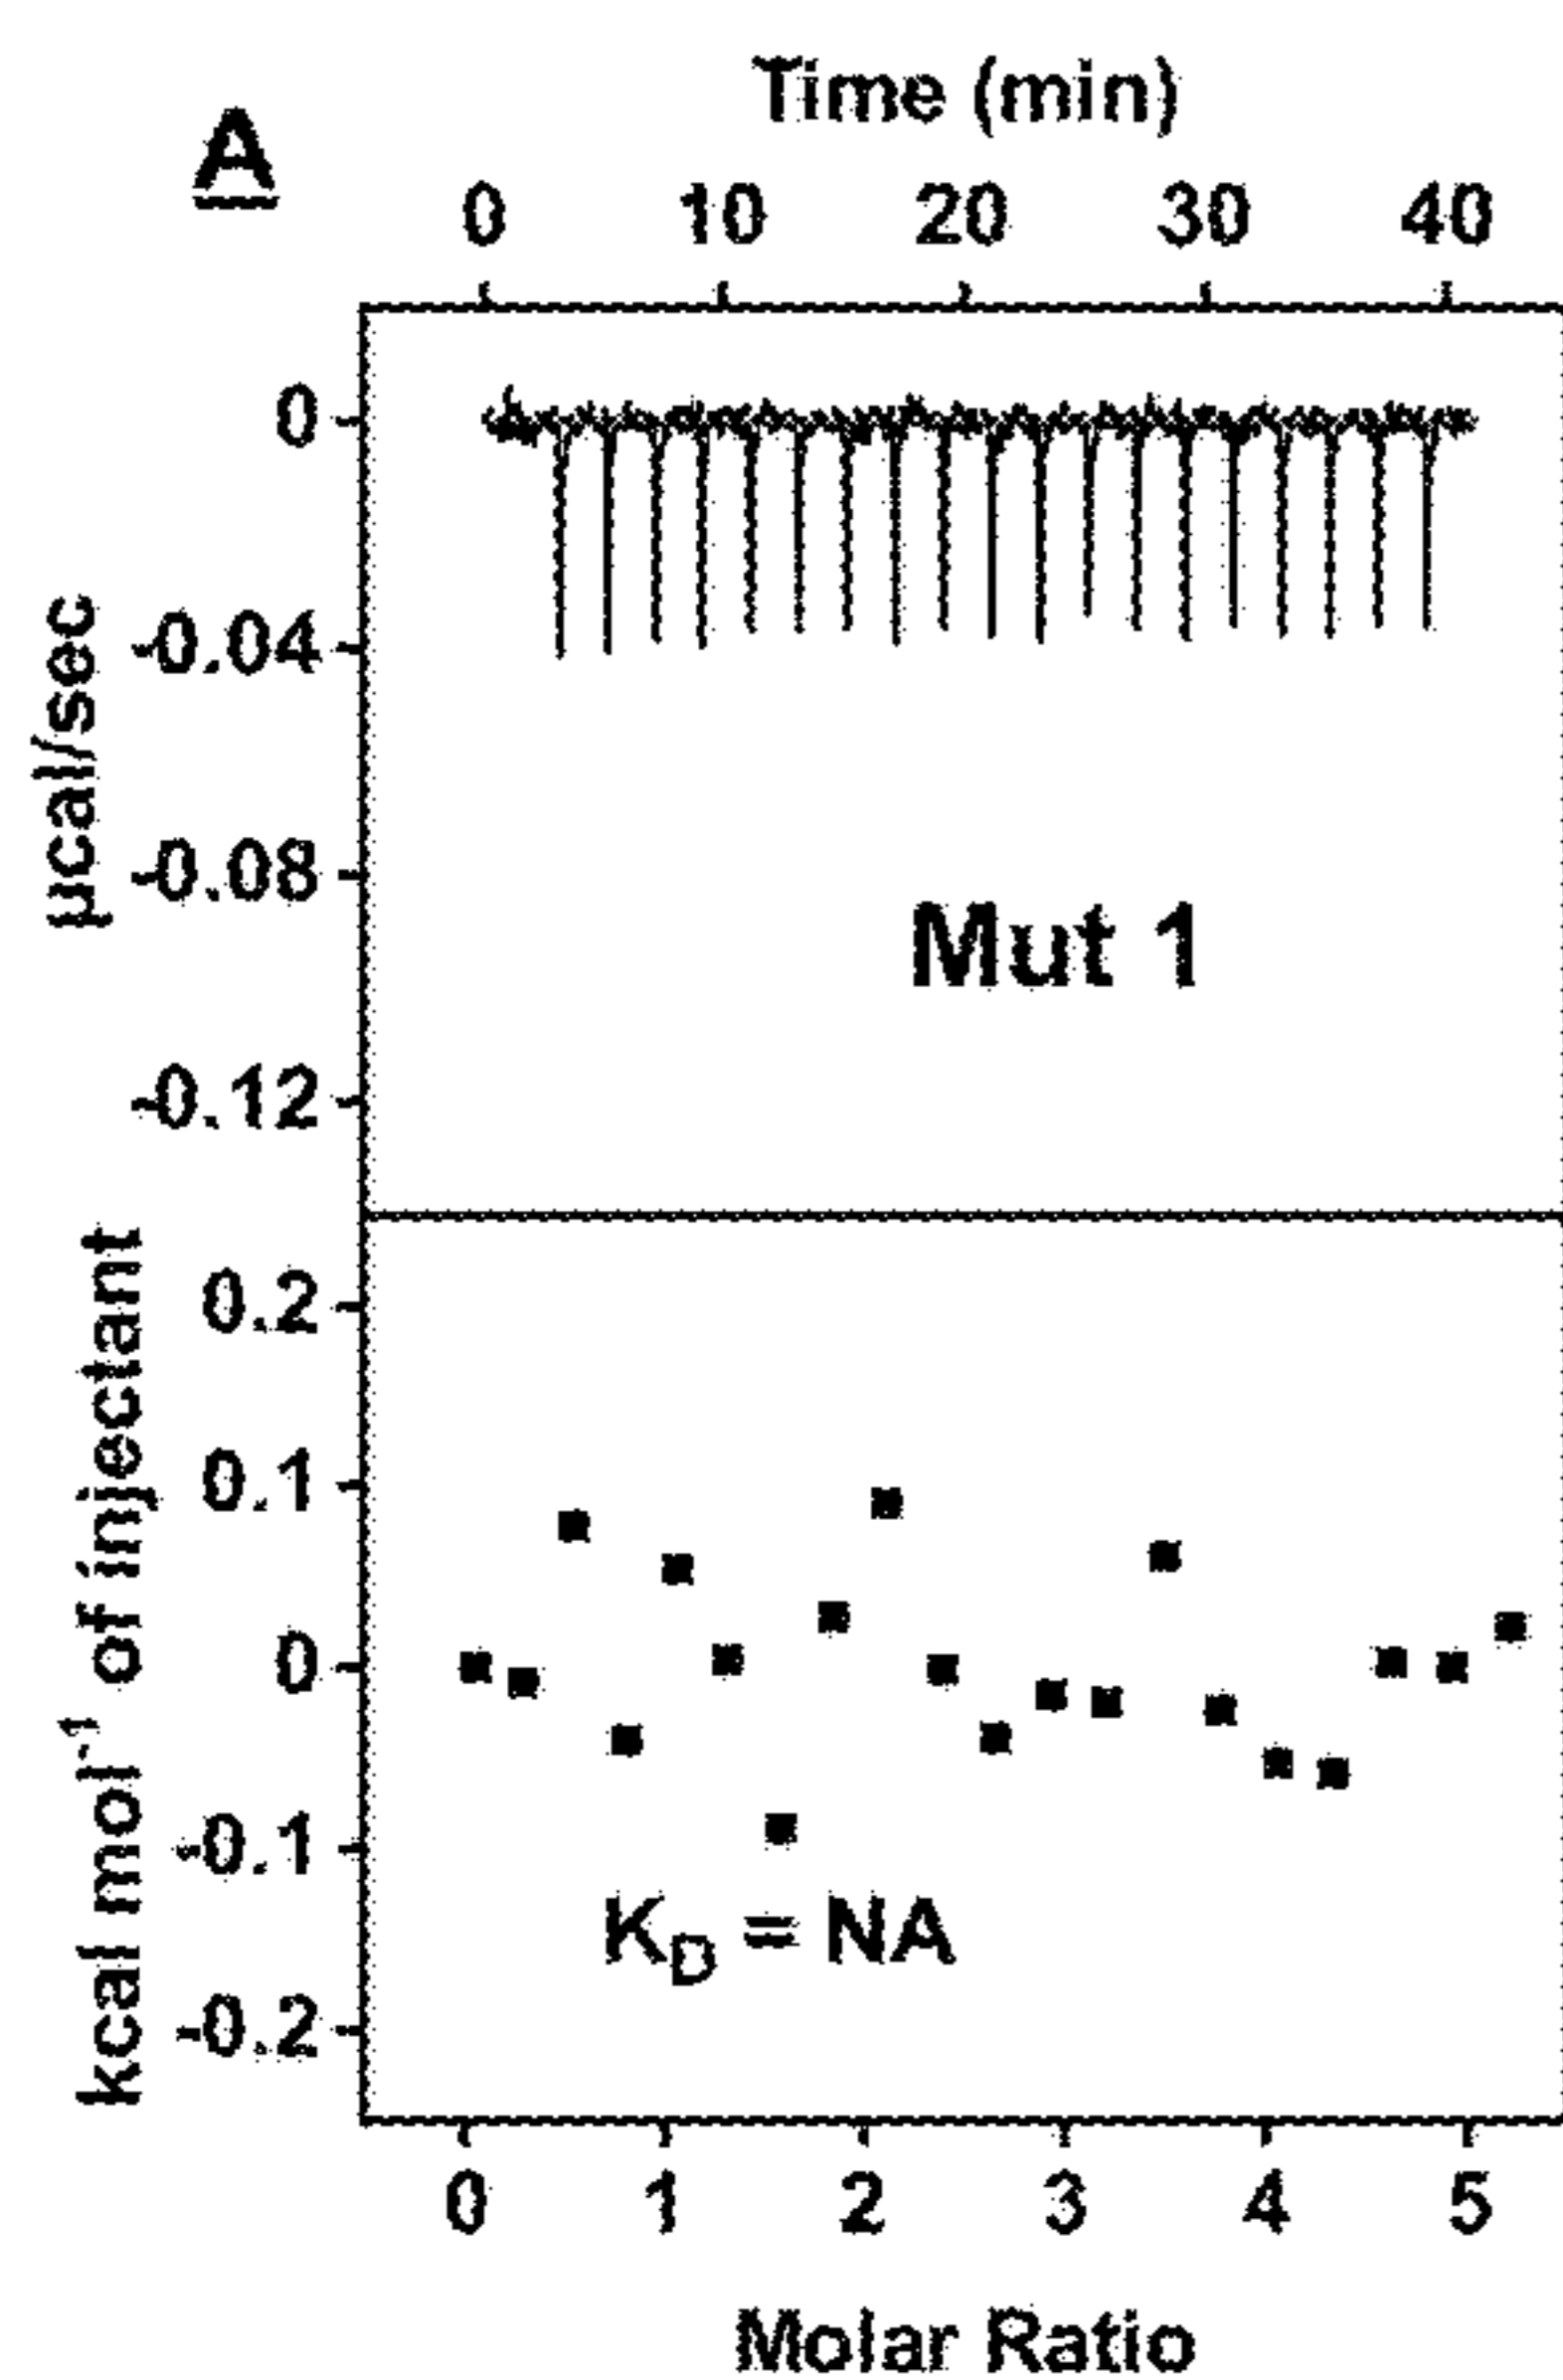 A
Time (min)
0 10 20 30 40
µcal/sec
0
-0.04
-0.08
-0.12
Mut 1
kcal mol⁻¹ of injectant
0.2
0.1
0
-0.1
-0.2
K_D = NA
0 1 2 3 4 5
Molar Ratio